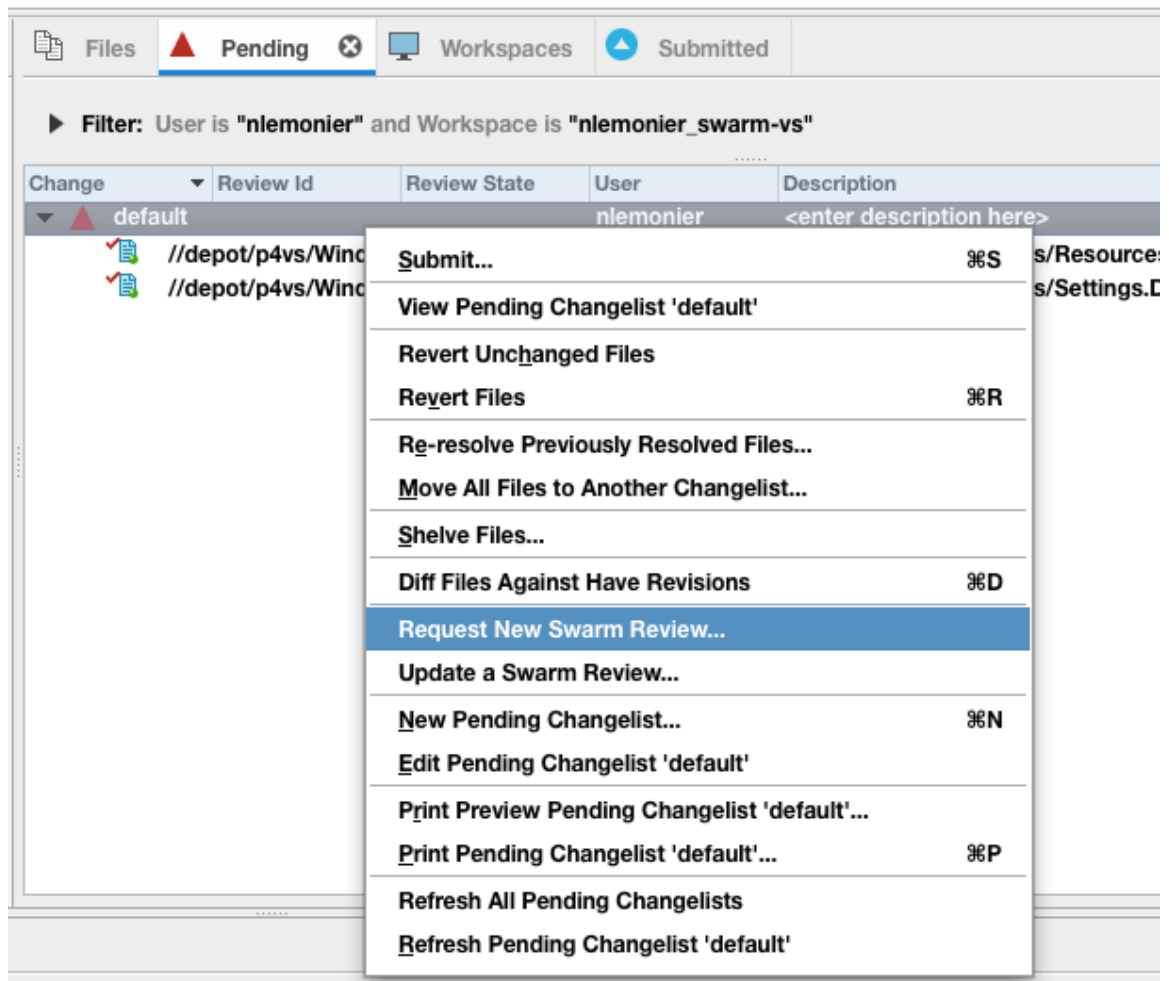 Files Pending Workspaces Submitted
Filter: User is "nlemonier" and Workspace is "nlemonier_swarm-vs"
Change Review Id Review State User Description
default nlemonier <enter description here>
//depot/p4vs/Wind s/Resources
//depot/p4vs/Wind s/Settings.D
Submit... ⌘S
View Pending Changelist 'default'
Revert Unchanged Files
Revert Files ⌘R
Re-resolve Previously Resolved Files...
Move All Files to Another Changelist...
Shelve Files...
Diff Files Against Have Revisions ⌘D
Request New Swarm Review...
Update a Swarm Review...
New Pending Changelist... ⌘N
Edit Pending Changelist 'default'
Print Preview Pending Changelist 'default'...
Print Pending Changelist 'default'... ⌘P
Refresh All Pending Changelists
Refresh Pending Changelist 'default'